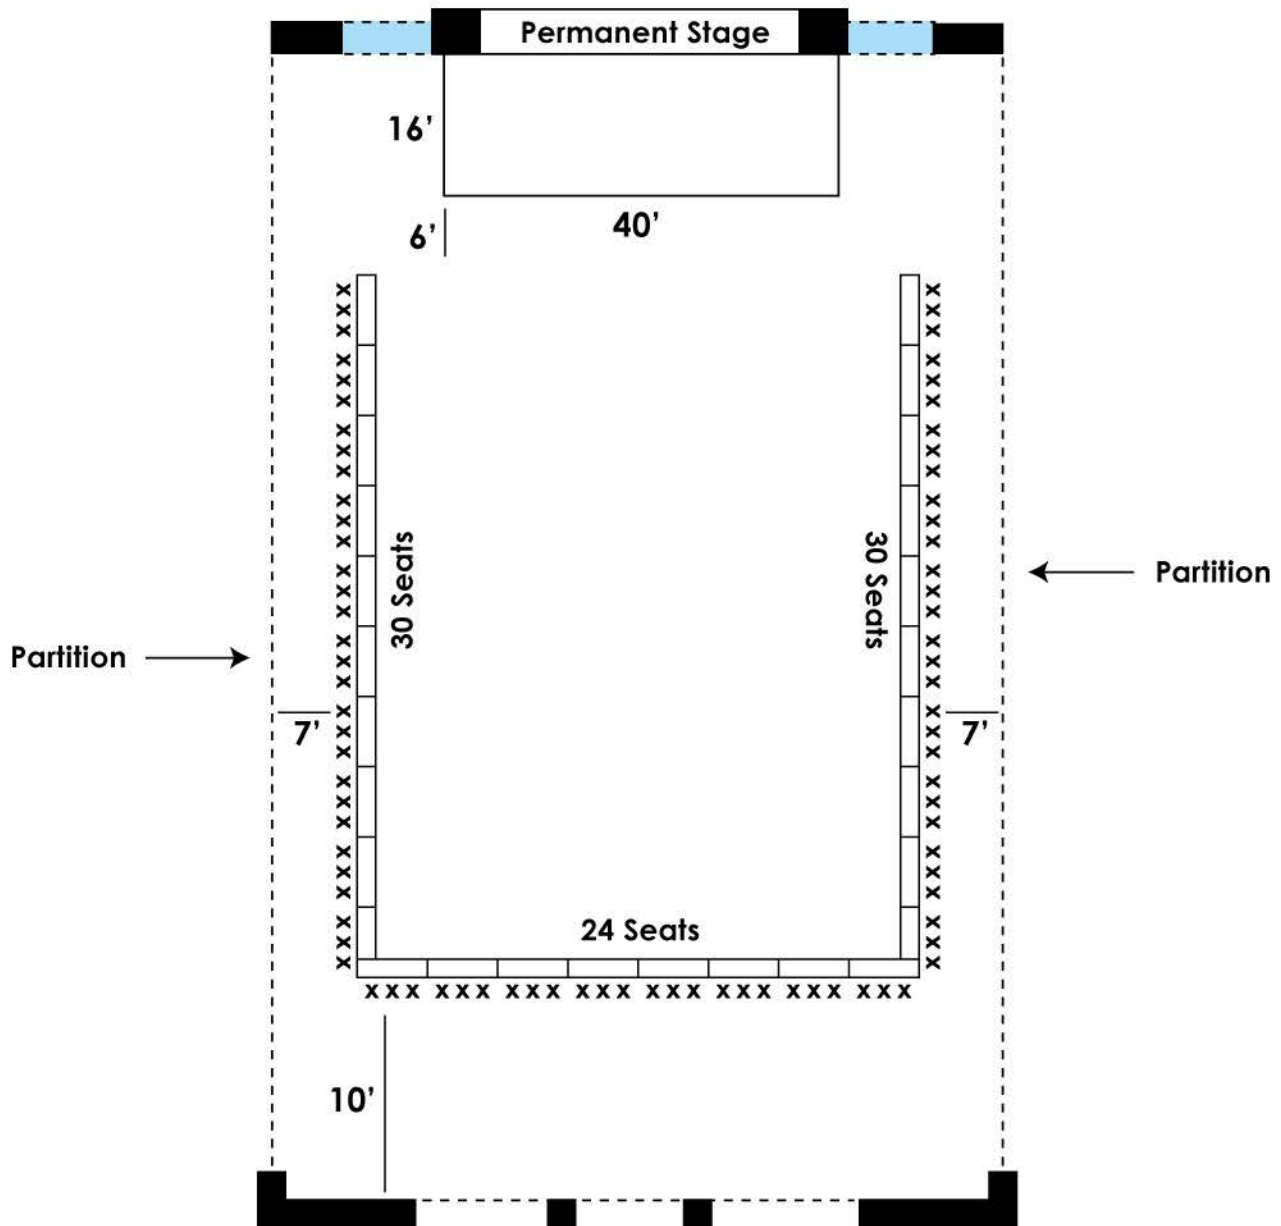 Permanent Stage
16'
40'
6'
x x x x x x x x x x x x x x x x x x x x x x x x x x x x x x
30 Seats
30 Seats
x x x x x x x x x x x x x x x x x x x x x x x x x x x x x x
Partition
Partition
7'
7'
24 Seats
x x x x x x x x x x x x x x x x x x x x x x x x
10'